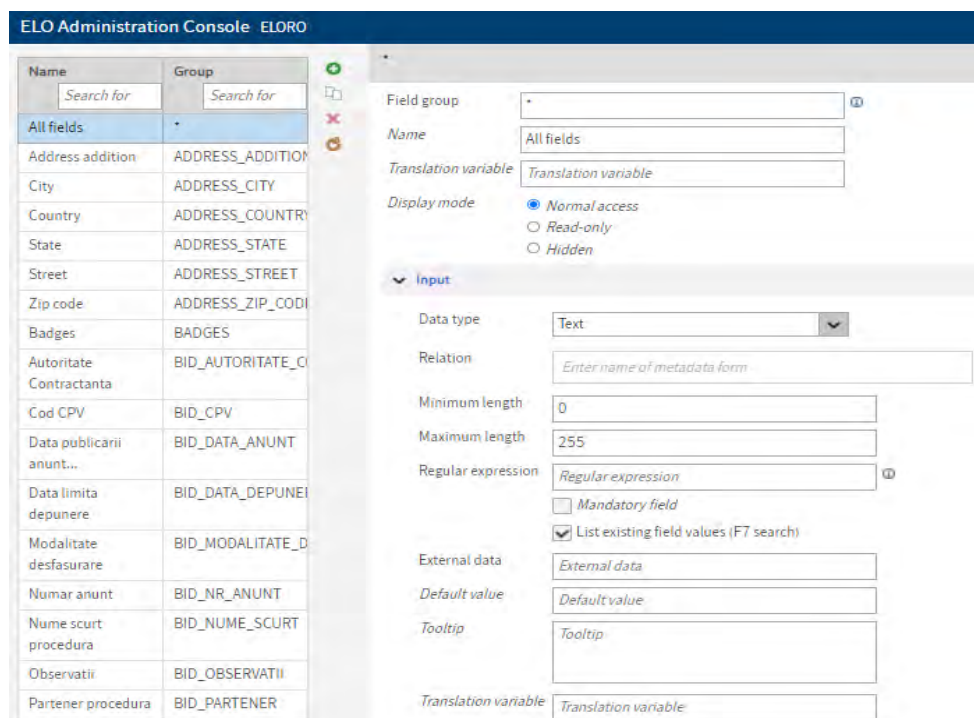 ELO Administration Console ELORO
Name Group
Search for Search for
All fields *
Address addition ADDRESS_ADDITION
City ADDRESS_CITY
Country ADDRESS_COUNTRY
State ADDRESS_STATE
Street ADDRESS_STREET
Zip code ADDRESS_ZIP_CODE
Badges BADGES
Autoritate BID_AUTORITATE_CO
Contractanta
Cod CPV BID_CPV
Data publicarii BID_DATA_ANUNT
anunt...
Data limita BID_DATA_DEPUNE
depunere
Modalitate BID_MODALITATE_D
desfasurare
Numar anunt BID_NR_ANUNT
Nume scurt BID_NUME_SCURT
procedura
Observatii BID_OBSERVATII
Partener procedura BID_PARTENER
*
Field group *
Name All fields
Translation variable Translation variable
Display mode Normal access
Read-only
Hidden
Input
Data type Text
Relation Enter name of metadata form
Minimum length 0
Maximum length 255
Regular expression Regular expression
Mandatory field
List existing field values (F7 search)
External data External data
Default value Default value
Tooltip Tooltip
Translation variable Translation variable